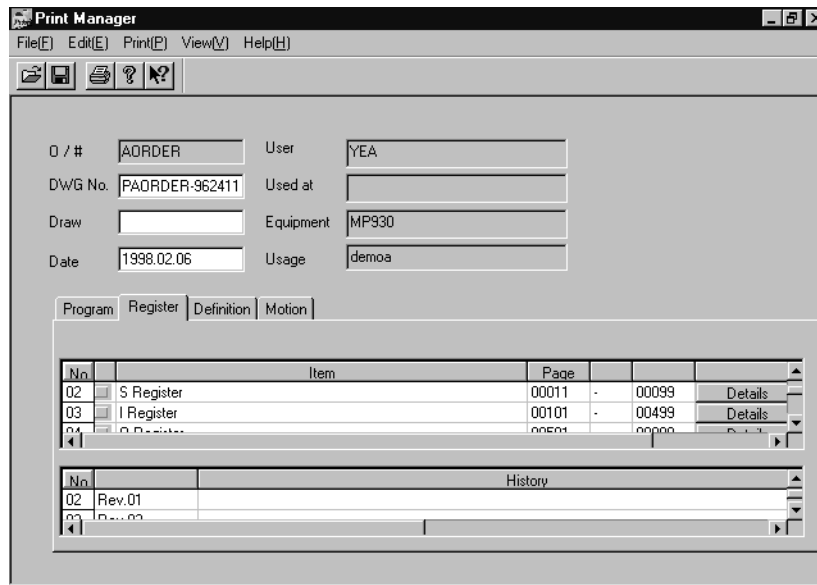 Print Manager
File(F) Edit(E) Print(P) View(V) Help(H)
O / # AORDER User YEA
DWG No. PAORDER-962411 Used at
Draw Equipment MP930
Date 1998.02.06 Usage demoa
Program Register Definition Motion
No Item Page
02 S Register 00011 - 00099 Details
03 I Register 00101 - 00499 Details
No History
02 Rev.01